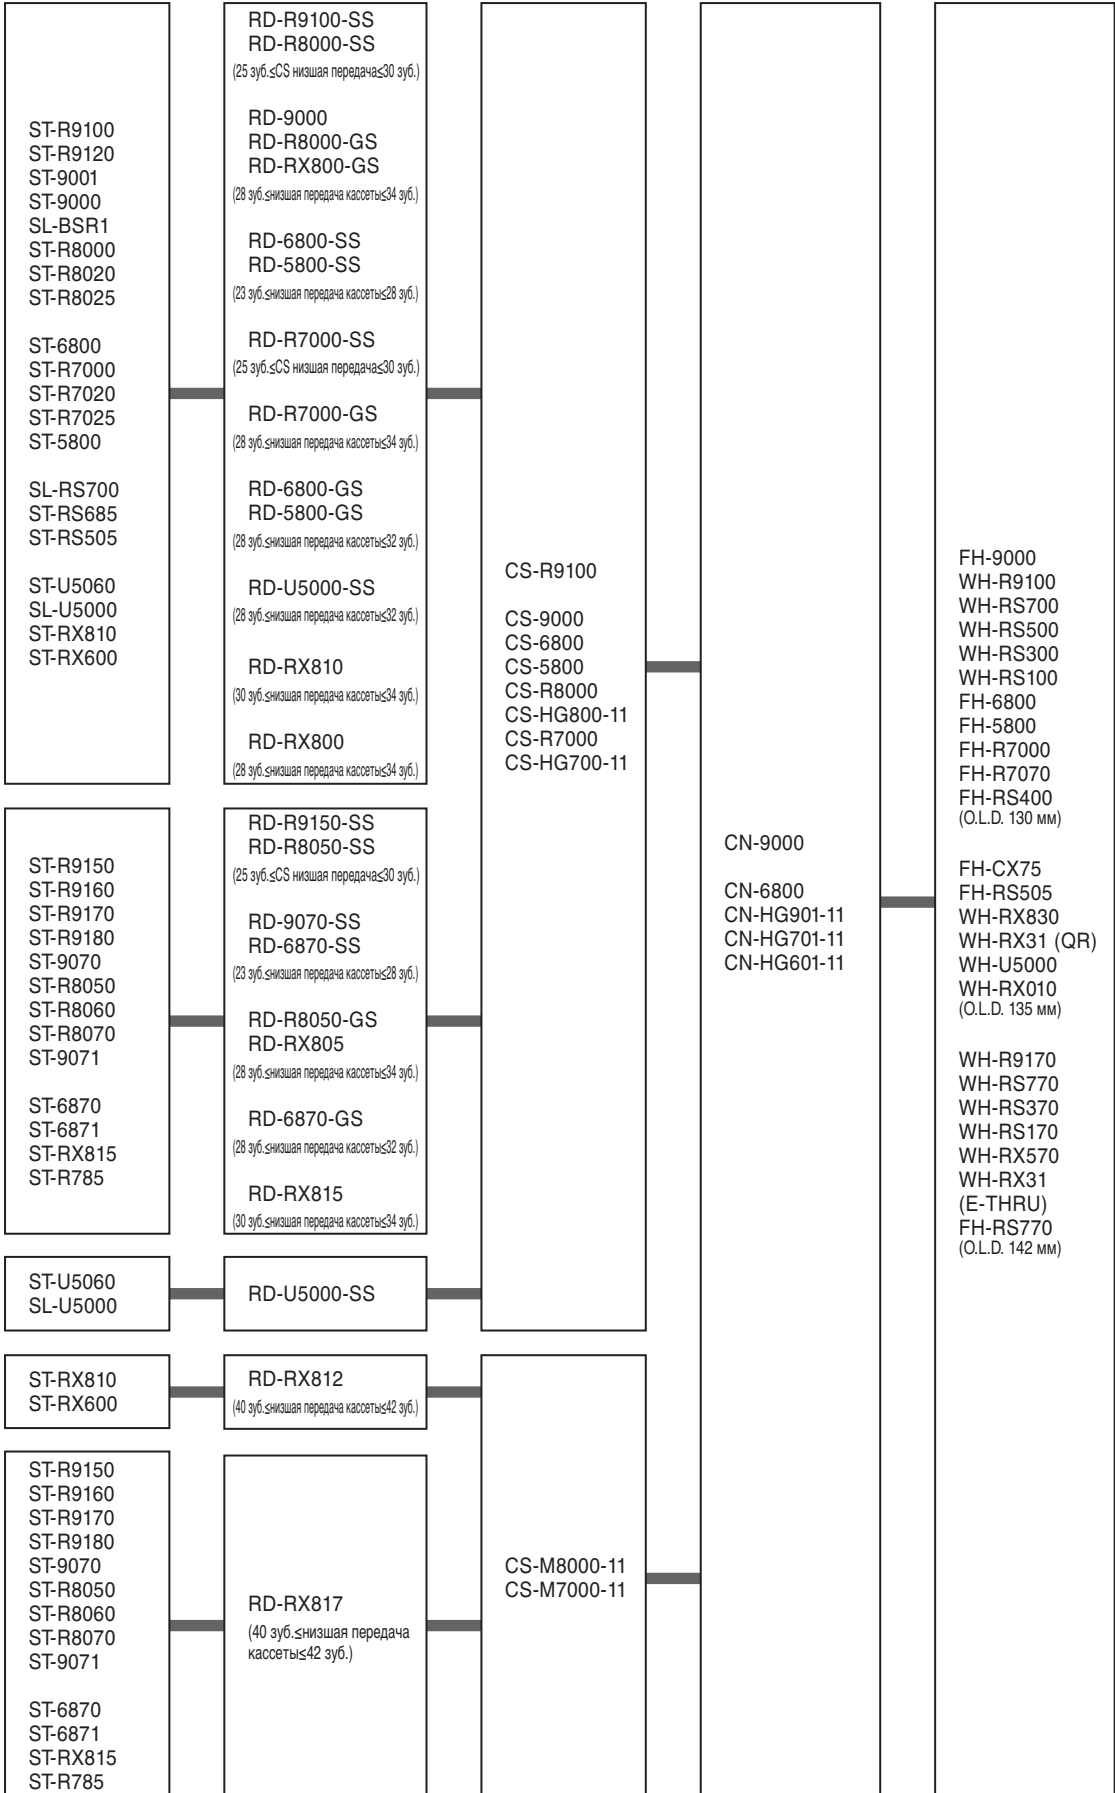 ST-R9100
ST-R9120
ST-9001
ST-9000
SL-BSR1
ST-R8000
ST-R8020
ST-R8025
ST-6800
ST-R7000
ST-R7020
ST-R7025
ST-5800
SL-RS700
ST-RS685
ST-RS505
ST-U5060
SL-U5000
ST-RX810
ST-RX600
RD-R9100-SS
RD-R8000-SS
(25 зуб.≤CS низшая передача≤30 зуб.)
RD-9000
RD-R8000-GS
RD-RX800-GS
(28 зуб.≤низшая передача кассеты≤34 зуб.)
RD-6800-SS
RD-5800-SS
(23 зуб.≤низшая передача кассеты≤28 зуб.)
RD-R7000-SS
(25 зуб.≤CS низшая передача≤30 зуб.)
RD-R7000-GS
(28 зуб.≤низшая передача кассеты≤34 зуб.)
RD-6800-GS
RD-5800-GS
(28 зуб.≤низшая передача кассеты≤32 зуб.)
RD-U5000-SS
(28 зуб.≤низшая передача кассеты≤32 зуб.)
RD-RX810
(30 зуб.≤низшая передача кассеты≤34 зуб.)
RD-RX800
(28 зуб.≤низшая передача кассеты≤34 зуб.)
ST-R9150
ST-R9160
ST-R9170
ST-R9180
ST-9070
ST-R8050
ST-R8060
ST-R8070
ST-9071
ST-6870
ST-6871
ST-RX815
ST-R785
RD-R9150-SS
RD-R8050-SS
(25 зуб.≤CS низшая передача≤30 зуб.)
RD-9070-SS
RD-6870-SS
(23 зуб.≤низшая передача кассеты≤28 зуб.)
RD-R8050-GS
RD-RX805
(28 зуб.≤низшая передача кассеты≤34 зуб.)
RD-6870-GS
(28 зуб.≤низшая передача кассеты≤32 зуб.)
RD-RX815
(30 зуб.≤низшая передача кассеты≤34 зуб.)
ST-U5060
SL-U5000
RD-U5000-SS
CS-R9100
CS-9000
CS-6800
CS-5800
CS-R8000
CS-HG800-11
CS-R7000
CS-HG700-11
ST-RX810
ST-RX600
RD-RX812
(40 зуб.≤низшая передача кассеты≤42 зуб.)
ST-R9150
ST-R9160
ST-R9170
ST-R9180
ST-9070
ST-R8050
ST-R8060
ST-R8070
ST-9071
ST-6870
ST-6871
ST-RX815
ST-R785
RD-RX817
(40 зуб.≤низшая передача
кассеты≤42 зуб.)
CS-M8000-11
CS-M7000-11
CN-9000
CN-6800
CN-HG901-11
CN-HG701-11
CN-HG601-11
FH-9000
WH-R9100
WH-RS700
WH-RS500
WH-RS300
WH-RS100
FH-6800
FH-5800
FH-R7000
FH-R7070
FH-RS400
(O.L.D. 130 мм)
FH-CX75
FH-RS505
WH-RX830
WH-RX31 (QR)
WH-U5000
WH-RX010
(O.L.D. 135 мм)
WH-R9170
WH-RS770
WH-RS370
WH-RS170
WH-RX570
WH-RX31
(E-THRU)
FH-RS770
(O.L.D. 142 мм)